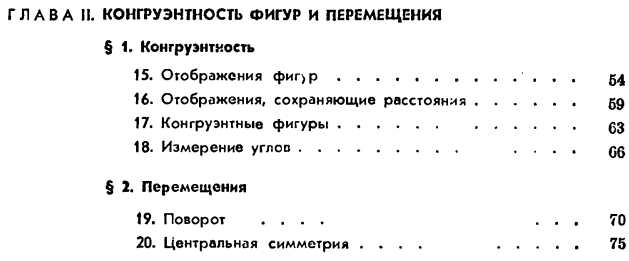 ГЛАВА II. КОНГРУЭНТНОСТЬ ФИГУР И ПЕРЕМЕЩЕНИЯ
§ 1. Конгруэнтность
15. Отображения фигур . . . . . . . . . . . . . 54
16. Отображения, сохраняющие расстояния . . . . . . 59
17. Конгруэнтные фигуры . . . . . . . . . . . 63
18. Измерение углов . . . . . . . . . . . 66
§ 2. Перемещения
19. Поворот . . . . . . . 70
20. Центральная симметрия . . . . . . . . . 75